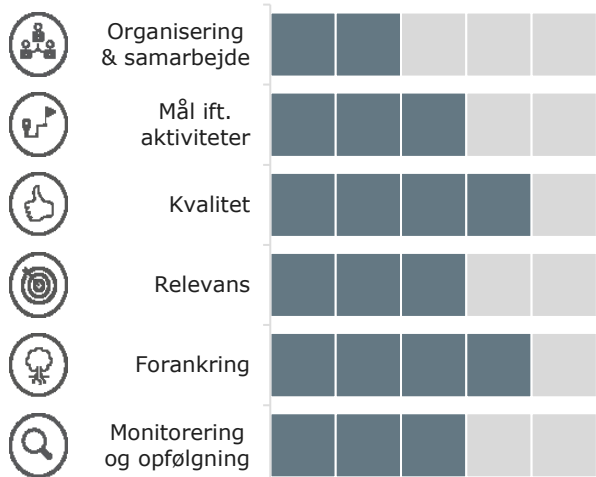 Organisering
& samarbejde
Mål ift.
aktiviteter
Kvalitet
Relevans
Forankring
Monitorering
og opfølgning